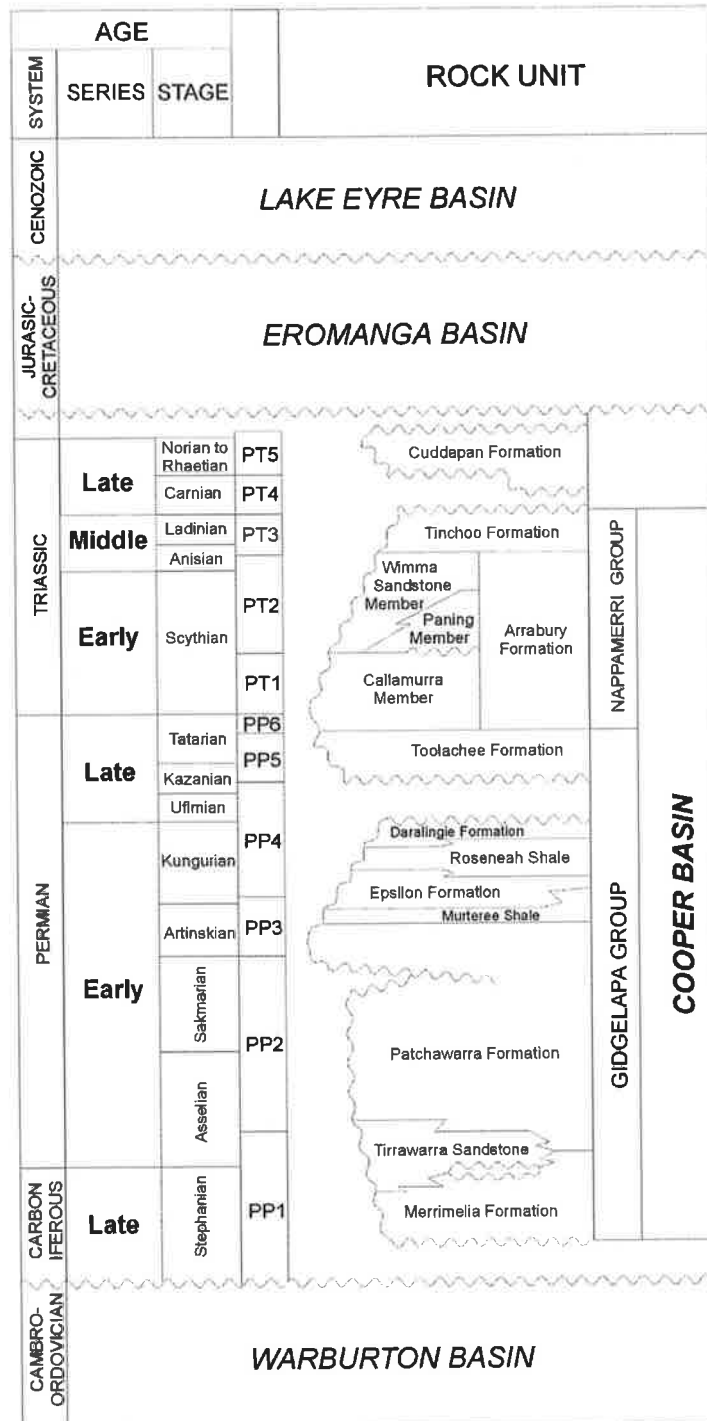 AGE
SYSTEM
SERIES
STAGE
ROCK UNIT
CENOZOIC
LAKE EYRE BASIN
JURASIC-
CRETACEOUS
EROMANGA BASIN
TRIASSIC
Late
Norian to
Rhaetian
PT5
Cuddapan Formation
Carnian
PT4
Middle
Ladinian
PT3
Tinchoo Formation
Anisian
Early
Scythian
PT2
Wimma
Sandstone
Member
Paning
Member
Arrabury
Formation
NAPPAMERRI GROUP
PT1
Callamurra
Member
PERMIAN
Late
PP6
Tatarian
PP5
Toolachee Formation
Kazanian
Ufimian
PP4
Early
Kungurian
Daralingie Formation
Roseneah Shale
Epsilon Formation
Murteree Shale
Artinskian
PP3
Sakmarian
PP2
Patchawarra Formation
Asselian
Tirrawarra Sandstone
GIDGELAPA GROUP
COOPER BASIN
CARBON
IFEROUS
Late
Stephanian
PP1
Merrimelia Formation
CAMBRO-
ORDOVICIAN
WARBURTON BASIN